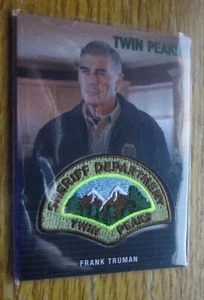 TWIN PEAKS
SHERIFF DEPARTMENT
TWIN PEAKS
FRANK TRUMAN